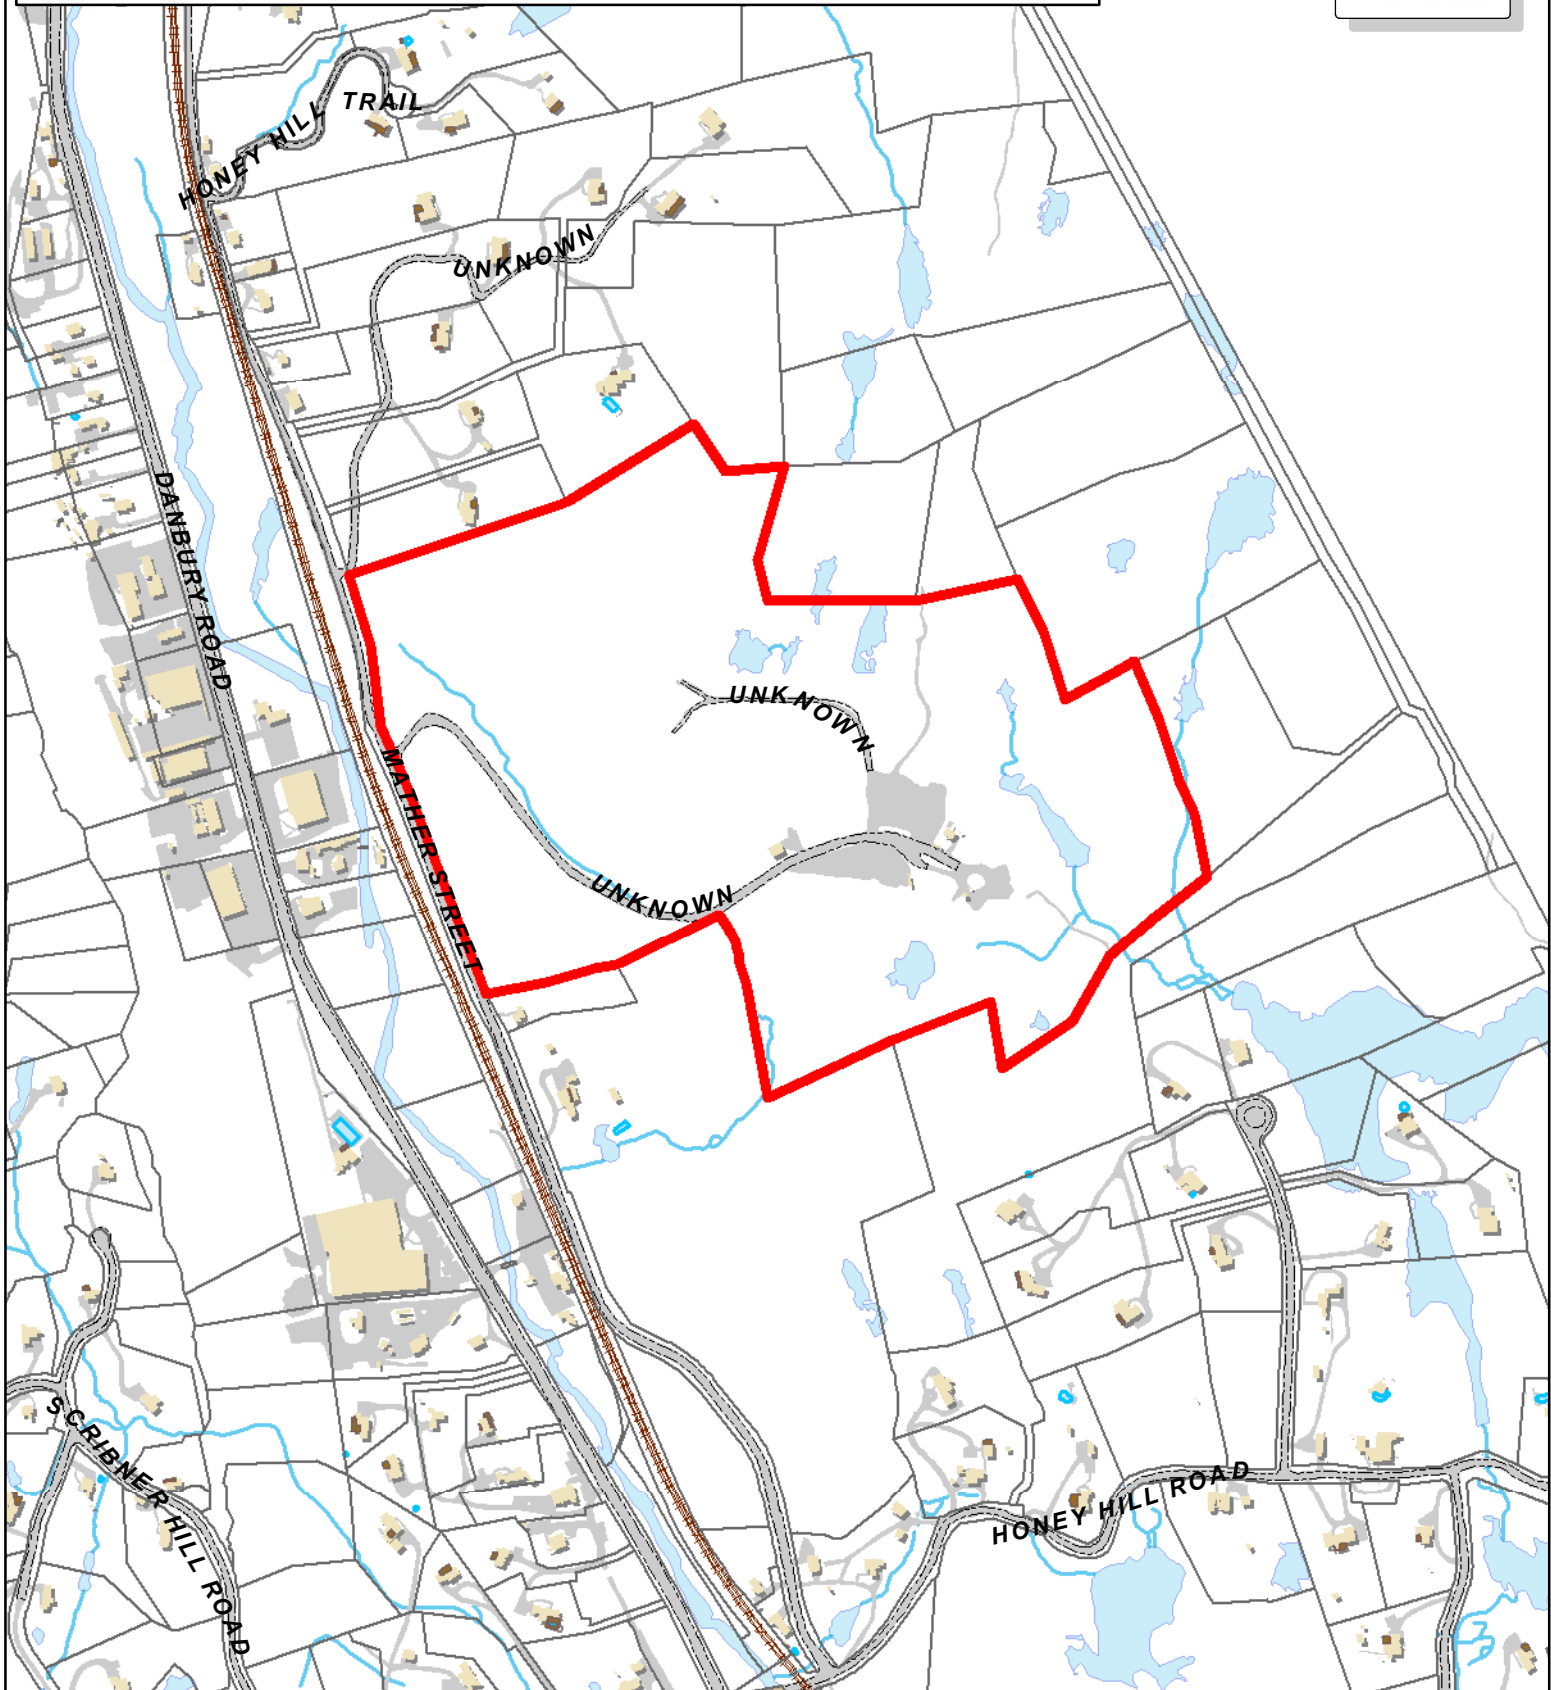 HONEY HILL TRAIL
UNKNOWN
DANBURY ROAD
UNKNOWN
MATHER STREET
UNKNOWN
HONEY HILL ROAD
SCRIBNER HILL ROAD